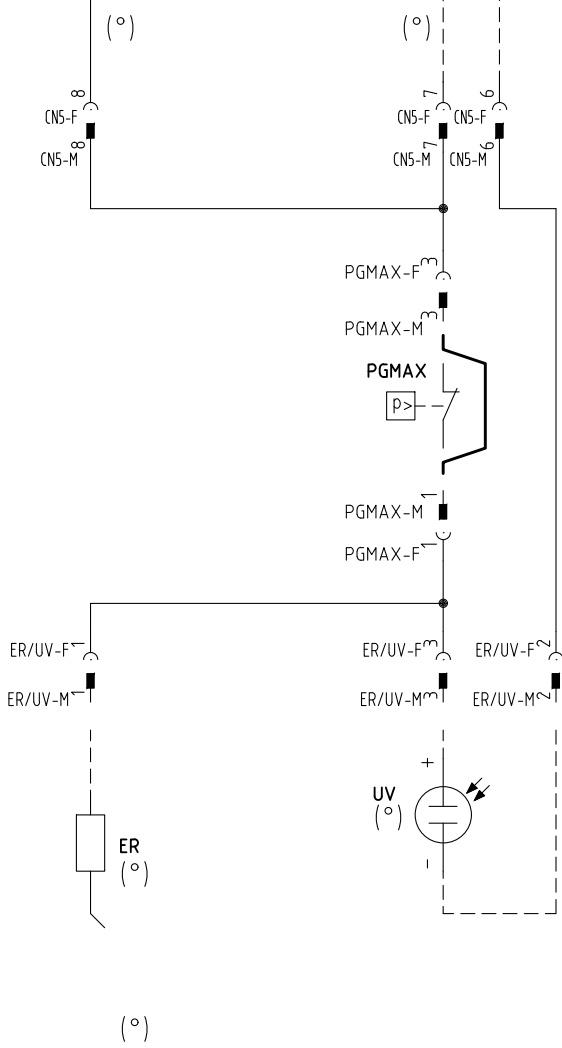 (°) (°)
8 7 6
CN5-F CN5-F CN5-F
8 7 6
CN5-M CN5-M CN5-M
PGMAX-F 3
PGMAX-M 3
PGMAX
p>
PGMAX-M 1
PGMAX-F 1
ER/UV-F 1 ER/UV-F 3 ER/UV-F 2
ER/UV-M 1 ER/UV-M 3 ER/UV-M 2
+
UV
(°)
ER
(°)
-
(°)